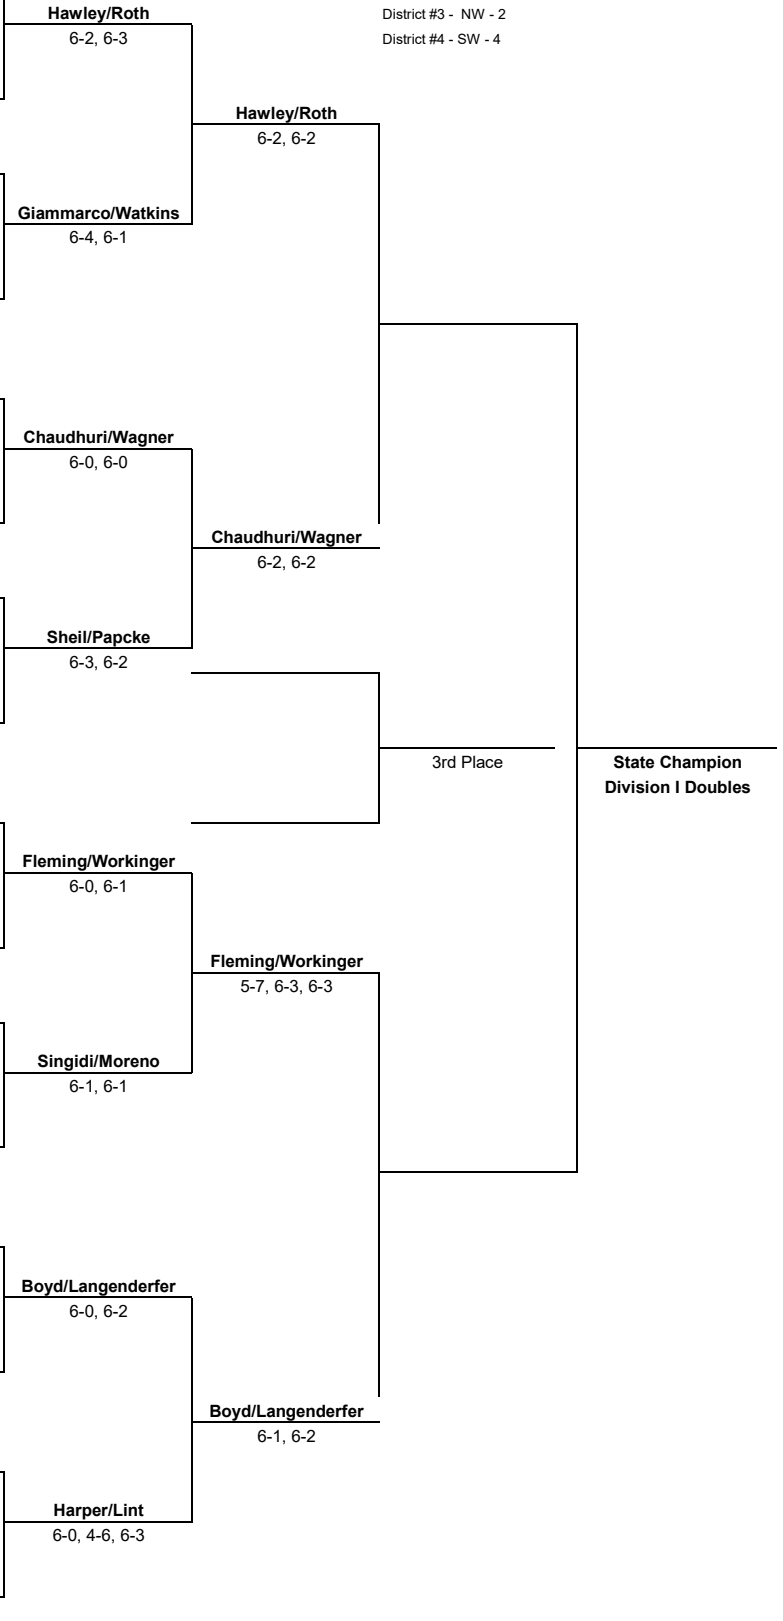 Hawley/Roth
District #3 -  NW - 2
6-2, 6-3
District #4 - SW - 4
Hawley/Roth
6-2, 6-2
Giammarco/Watkins
6-4, 6-1
Chaudhuri/Wagner
6-0, 6-0
Chaudhuri/Wagner
6-2, 6-2
Sheil/Papcke
6-3, 6-2
3rd Place
State Champion
Division I Doubles
Fleming/Workinger
6-0, 6-1
Fleming/Workinger
5-7, 6-3, 6-3
Singidi/Moreno
6-1, 6-1
Boyd/Langenderfer
6-0, 6-2
Boyd/Langenderfer
6-1, 6-2
Harper/Lint
6-0, 4-6, 6-3